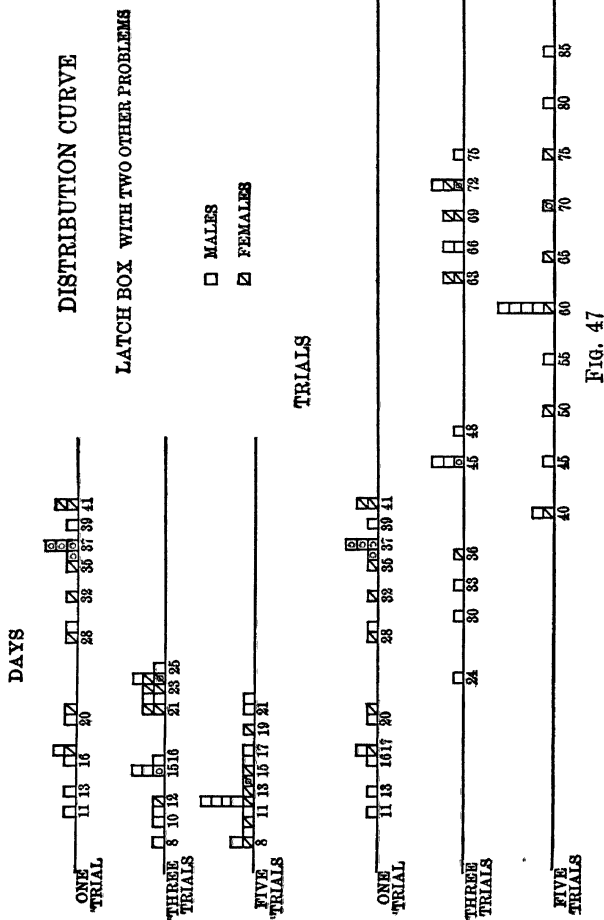 DAYS
DISTRIBUTION CURVE
LATCH BOX WITH TWO OTHER PROBLEMS
MALES
FEMALES
ONE TRIAL
11 13 16 20 28 32 35 37 39 41
THREE TRIALS
8 10 12 15 16 21 23 25
FIVE TRIALS
8 11 13 15 17 19 21
TRIALS
ONE TRIAL
11 13 16 17 20 28 32 35 37 39 41
THREE TRIALS
24 30 33 36 45 48 63 66 69 72 75
FIVE TRIALS
40 45 50 55 60 65 70 75 80 85
FIG. 47